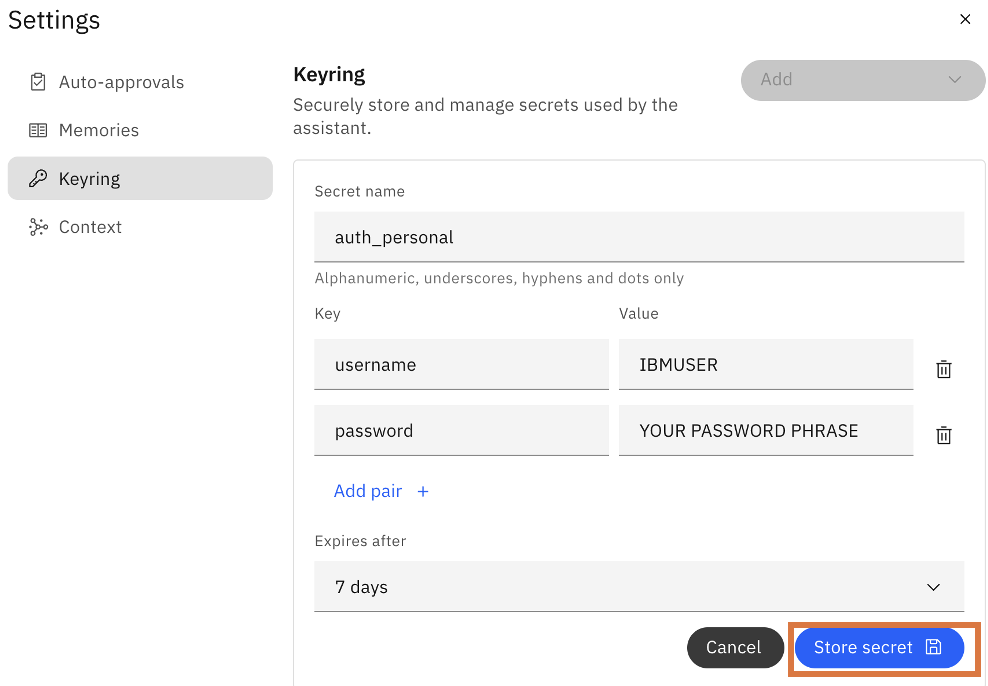 Settings
Auto-approvals
Memories
Keyring
Context
Keyring
Add
Securely store and manage secrets used by the
assistant.
Secret name
auth_personal
Alphanumeric, underscores, hyphens and dots only
Key Value
username IBMUSER
password YOUR PASSWORD PHRASE
Add pair +
Expires after
7 days
Cancel Store secret